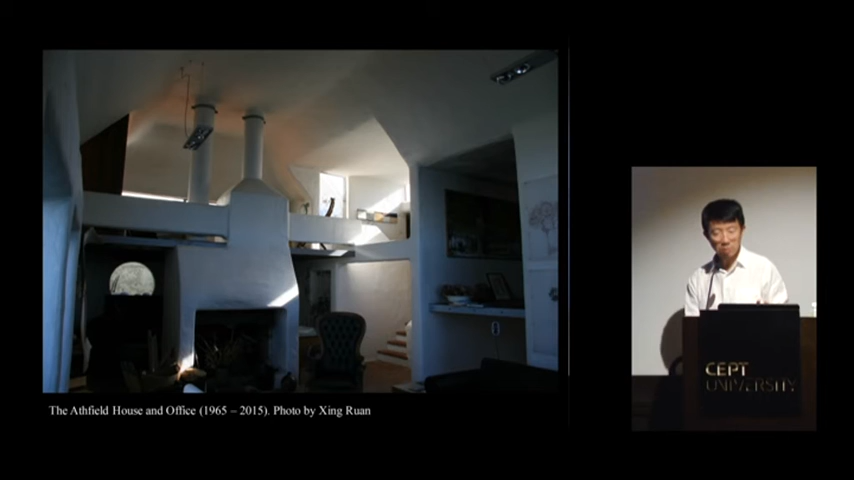 The Athfield House and Office (1965 – 2015). Photo by Xing Ruan
CEPT
UNIVERSITY